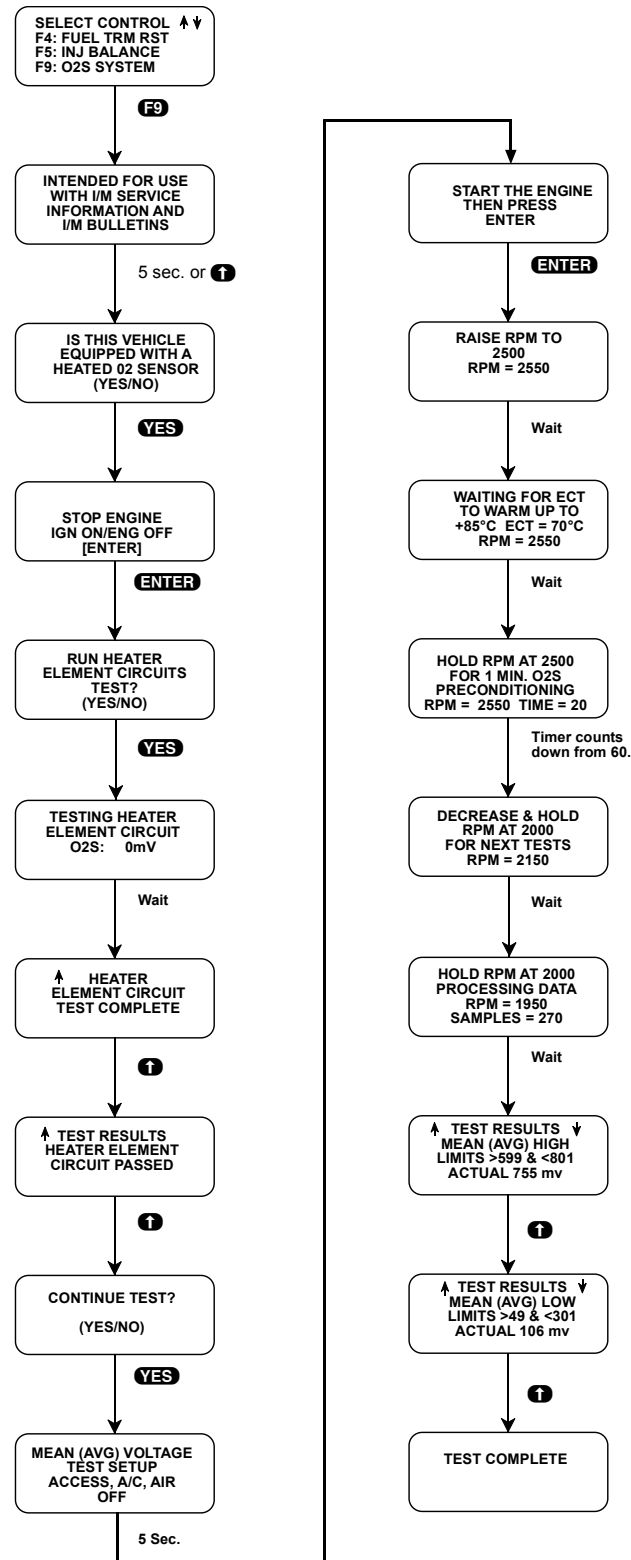 SELECT CONTROL
F4: FUEL TRM RST
F5: INJ BALANCE
F9: O2S SYSTEM
F9
INTENDED FOR USE
WITH I/M SERVICE
INFORMATION AND
I/M BULLETINS
5 sec. or
IS THIS VEHICLE
EQUIPPED WITH A
HEATED 02 SENSOR
(YES/NO)
YES
STOP ENGINE
IGN ON/ENG OFF
[ENTER]
ENTER
RUN HEATER
ELEMENT CIRCUITS
TEST?
(YES/NO)
YES
TESTING HEATER
ELEMENT CIRCUIT
O2S: 0mV
Wait
HEATER
ELEMENT CIRCUIT
TEST COMPLETE
TEST RESULTS
HEATER ELEMENT
CIRCUIT PASSED
CONTINUE TEST?
(YES/NO)
YES
MEAN (AVG) VOLTAGE
TEST SETUP
ACCESS, A/C, AIR
OFF
5 Sec.
START THE ENGINE
THEN PRESS
ENTER
ENTER
RAISE RPM TO
2500
RPM = 2550
Wait
WAITING FOR ECT
TO WARM UP TO
+85°C ECT = 70°C
RPM = 2550
Wait
HOLD RPM AT 2500
FOR 1 MIN. O2S
PRECONDITIONING
RPM = 2550 TIME = 20
Timer counts
down from 60.
DECREASE & HOLD
RPM AT 2000
FOR NEXT TESTS
RPM = 2150
Wait
HOLD RPM AT 2000
PROCESSING DATA
RPM = 1950
SAMPLES = 270
Wait
TEST RESULTS
MEAN (AVG) HIGH
LIMITS >599 & <801
ACTUAL 755 mv
TEST RESULTS
MEAN (AVG) LOW
LIMITS >49 & <301
ACTUAL 106 mv
TEST COMPLETE